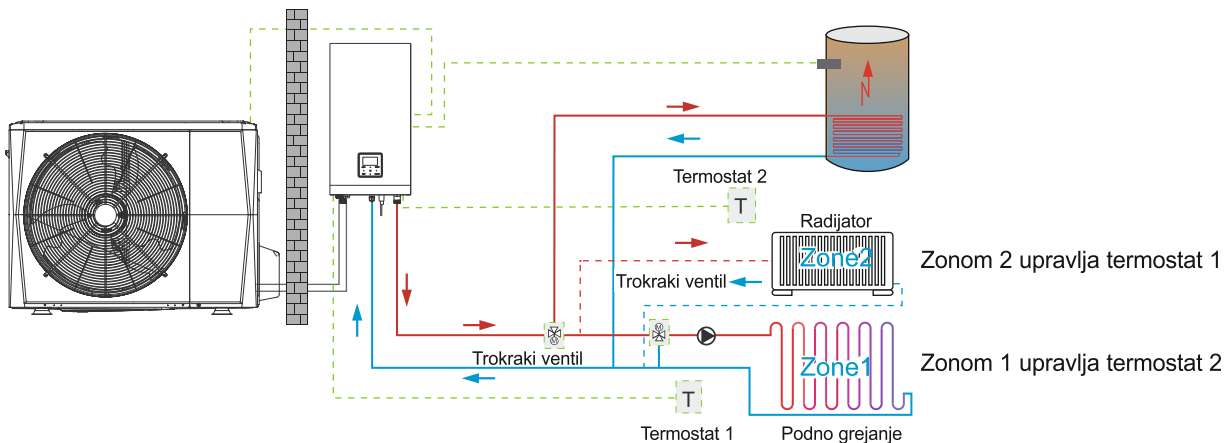 Termostat 2
T
Radijator
Zone2
Zonom 2 upravlja termostat 1
Trokraki ventil
M
M
Trokraki ventil
Zone1
Zonom 1 upravlja termostat 2
T
Termostat 1
Podno grejanje